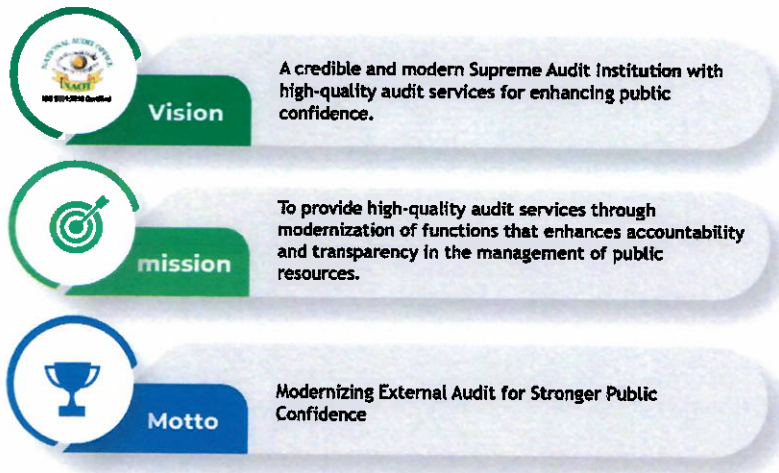 NATIONAL AUDIT OFFICE
NAOT
Vision
A credible and modern Supreme Audit Institution with
high-quality audit services for enhancing public
confidence.
mission
To provide high-quality audit services through
modernization of functions that enhances accountability
and transparency in the management of public
resources.
Motto
Modernizing External Audit for Stronger Public
Confidence